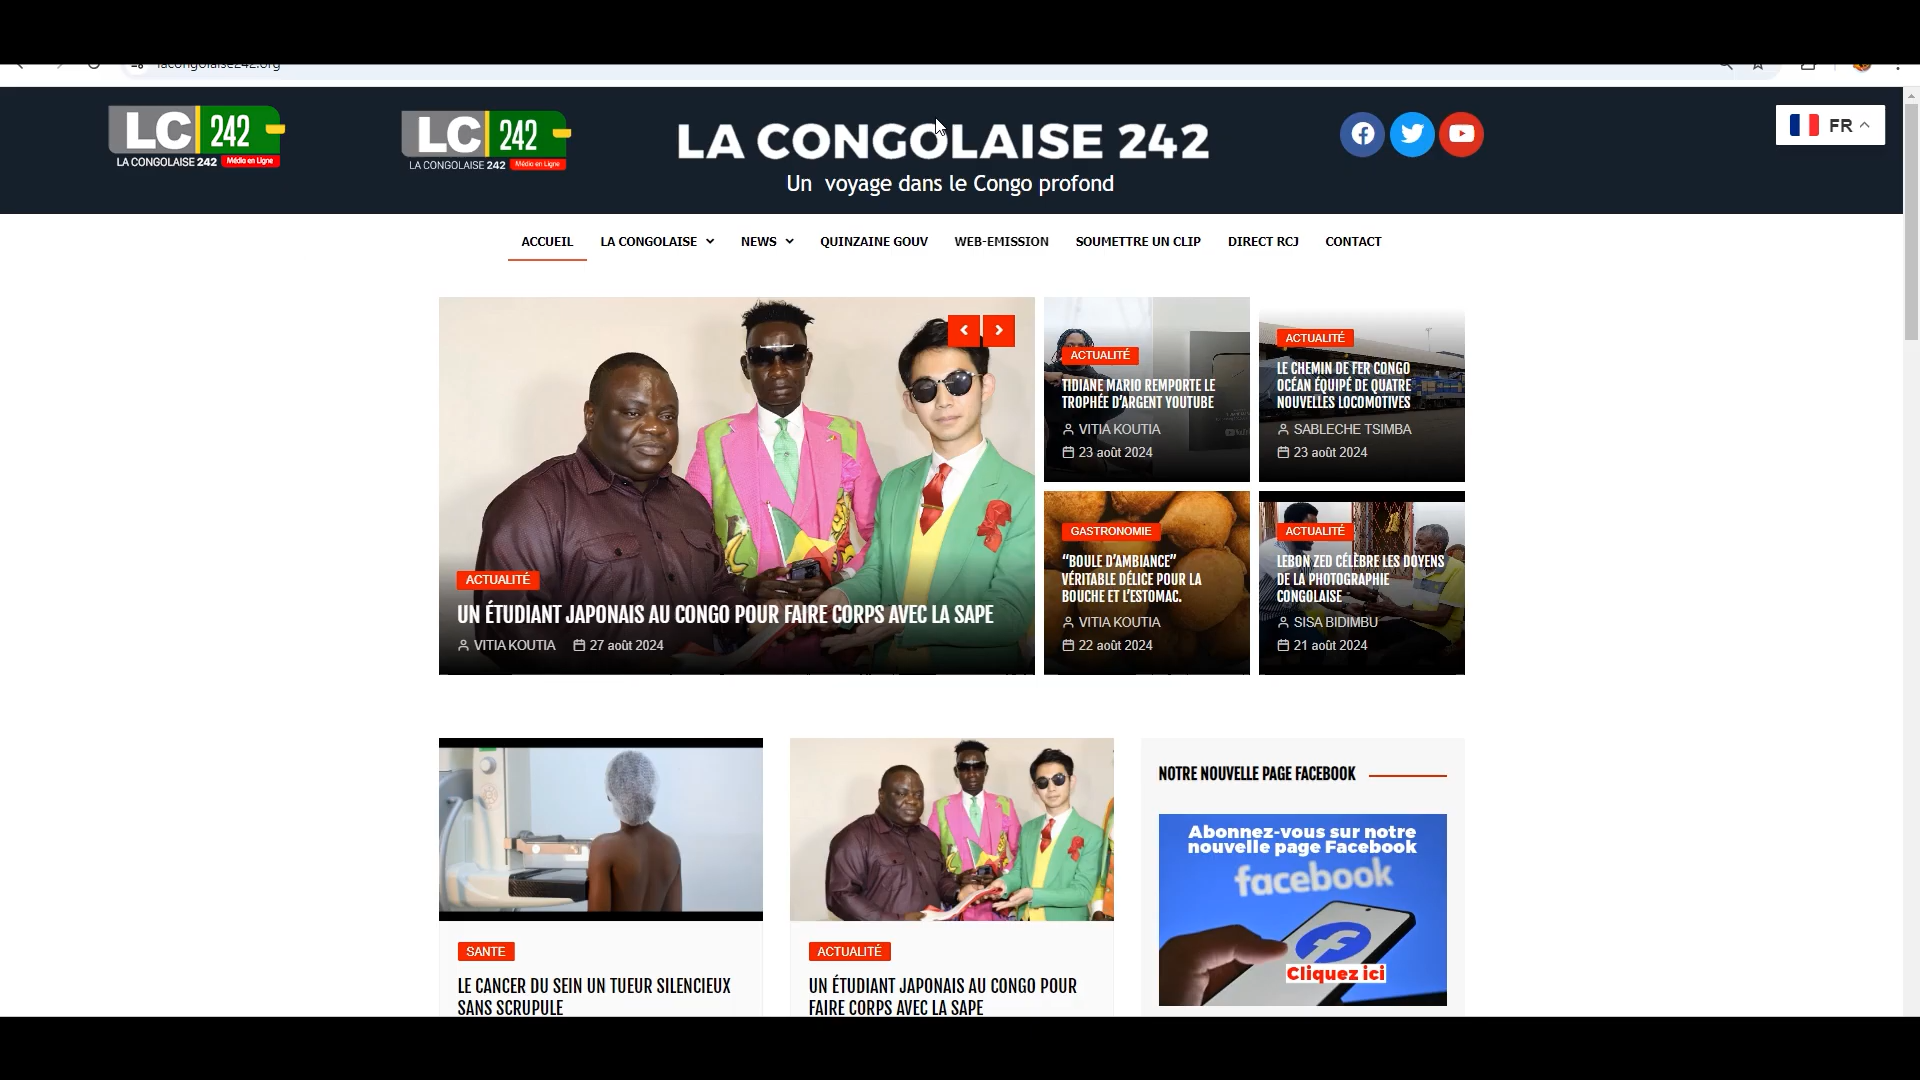 lacongolaise242.org
LC 242
LA CONGOLAISE 242 Média en Ligne
LC 242
LA CONGOLAISE 242 Média en Ligne
LA CONGOLAISE 242
Un voyage dans le Congo profond
FR
ACCUEIL LA CONGOLAISE NEWS QUINZAINE GOUV WEB-EMISSION SOUMETTRE UN CLIP DIRECT RCJ CONTACT
ACTUALITÉ
UN ÉTUDIANT JAPONAIS AU CONGO POUR FAIRE CORPS AVEC LA SAPE
VITIA KOUTIA 27 août 2024
ACTUALITÉ
TIDIANE MARIO REMPORTE LE
TROPHÉE D’ARGENT YOUTUBE
VITIA KOUTIA
23 août 2024
ACTUALITÉ
LE CHEMIN DE FER CONGO
OCÉAN ÉQUIPÉ DE QUATRE
NOUVELLES LOCOMOTIVES
SABLECHE TSIMBA
23 août 2024
GASTRONOMIE
“BOULE D’AMBIANCE”
VÉRITABLE DÉLICE POUR LA
BOUCHE ET L’ESTOMAC.
VITIA KOUTIA
22 août 2024
ACTUALITÉ
LEBON ZED CÉLÈBRE LES DOYENS
DE LA PHOTOGRAPHIE
CONGOLAISE
SISA BIDIMBU
21 août 2024
SANTE
LE CANCER DU SEIN UN TUEUR SILENCIEUX
SANS SCRUPULE
ACTUALITÉ
UN ÉTUDIANT JAPONAIS AU CONGO POUR
FAIRE CORPS AVEC LA SAPE
NOTRE NOUVELLE PAGE FACEBOOK
Abonnez-vous sur notre
nouvelle page Facebook
facebook
Cliquez ici